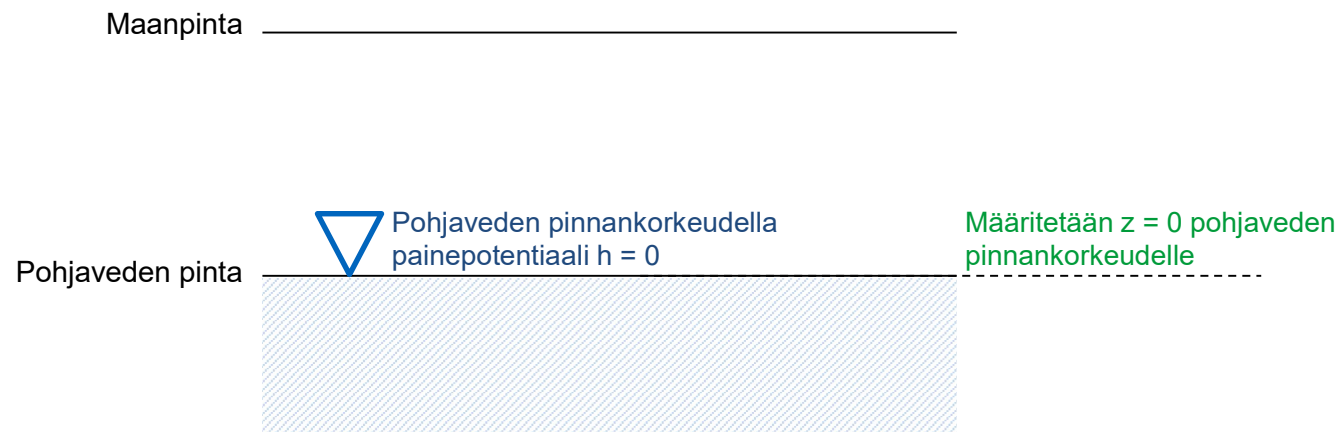 Maanpinta
Pohjaveden pinnankorkeudella
painepotentiaali h = 0
Määritetään z = 0 pohjaveden
pinnankorkeudelle
Pohjaveden pinta